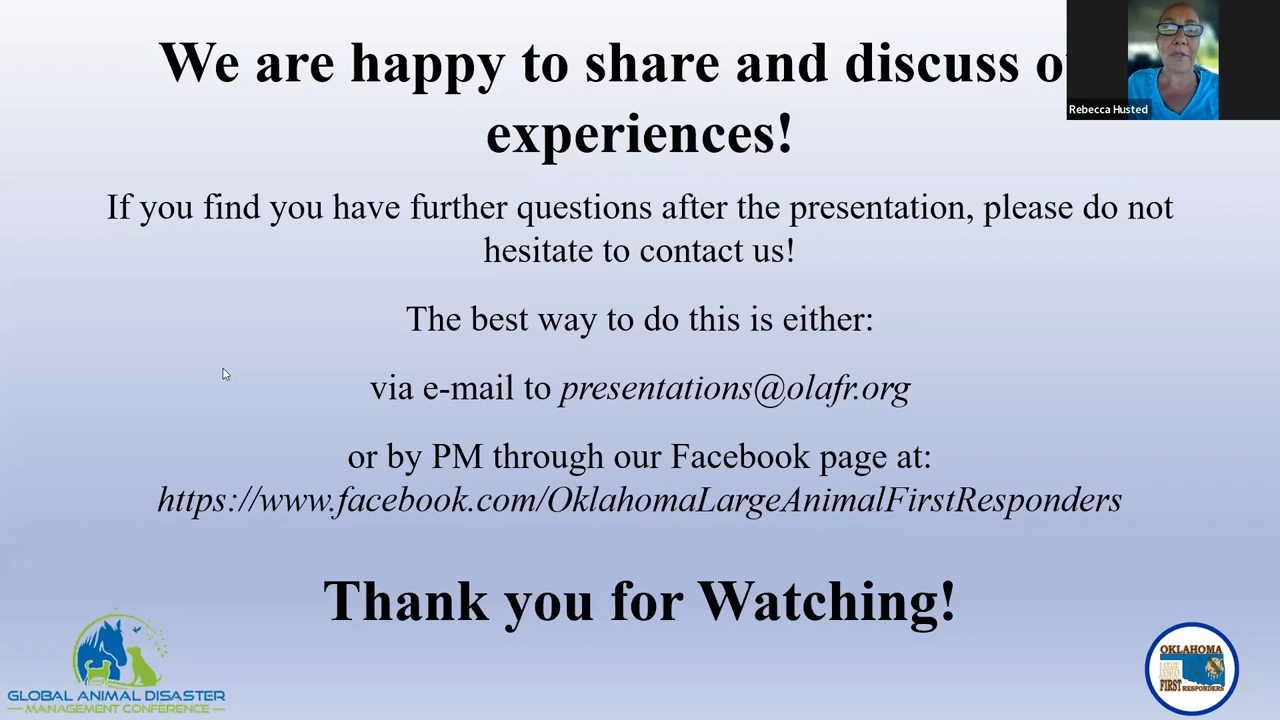 We are happy to share and discuss
experiences!
Rebecca Husted
If you find you have further questions after the presentation, please do not
hesitate to contact us!
The best way to do this is either:
via e-mail to presentations@olafr.org
or by PM through our Facebook page at:
https://www.facebook.com/OklahomaLargeAnimalFirstResponders
Thank you for Watching!
GLOBAL ANIMAL DISASTER
MANAGEMENT CONFERENCE
OKLAHOMA
FIRST RESPONDERS